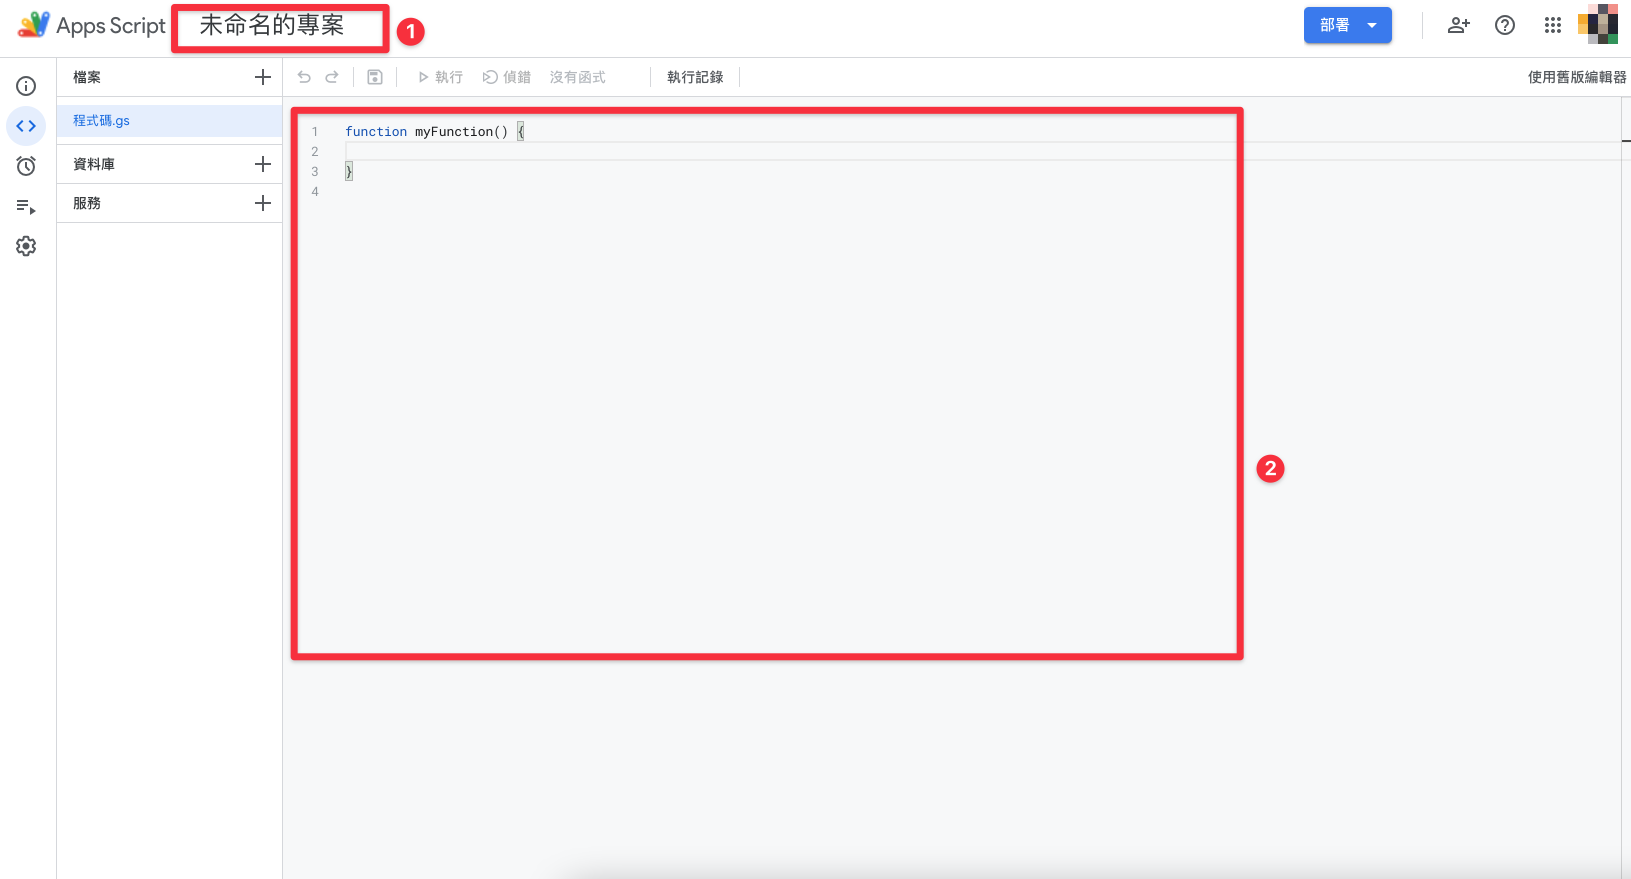 Apps Script 未命名的專案 1 部署
檔案 執行 偵錯 沒有函式 執行記錄 使用舊版編輯器
程式碼.gs
資料庫
服務
1 function myFunction() {
2
3 }
4
2